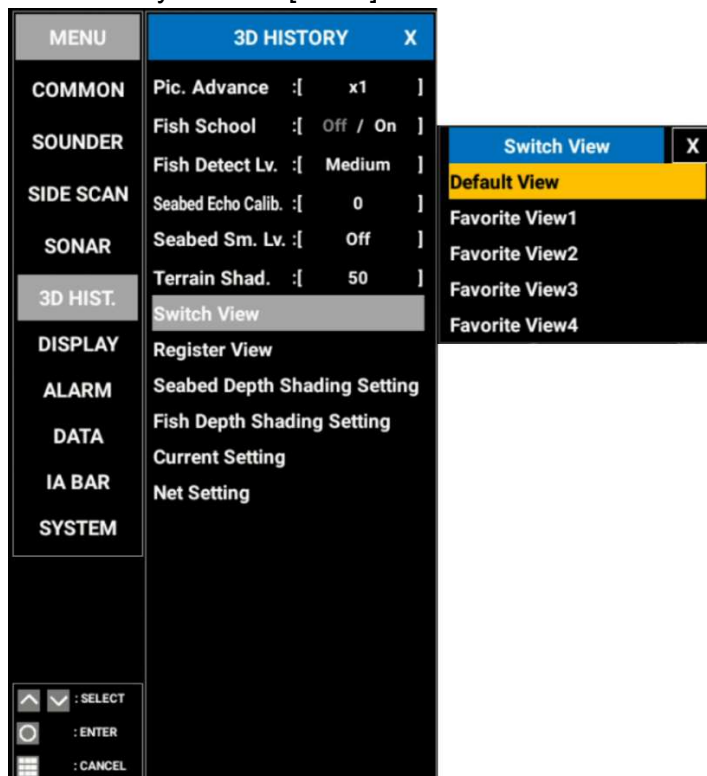 MENU
COMMON
SOUNDER
SIDE SCAN
SONAR
3D HIST.
DISPLAY
ALARM
DATA
IA BAR
SYSTEM
: SELECT
: ENTER
: CANCEL
3D HISTORY X
Pic. Advance :[ x1 ]
Fish School :[ Off / On ]
Fish Detect Lv. :[ Medium ]
Seabed Echo Calib. :[ 0 ]
Seabed Sm. Lv. :[ Off ]
Terrain Shad. :[ 50 ]
Switch View
Register View
Seabed Depth Shading Setting
Fish Depth Shading Setting
Current Setting
Net Setting
Switch View X
Default View
Favorite View1
Favorite View2
Favorite View3
Favorite View4